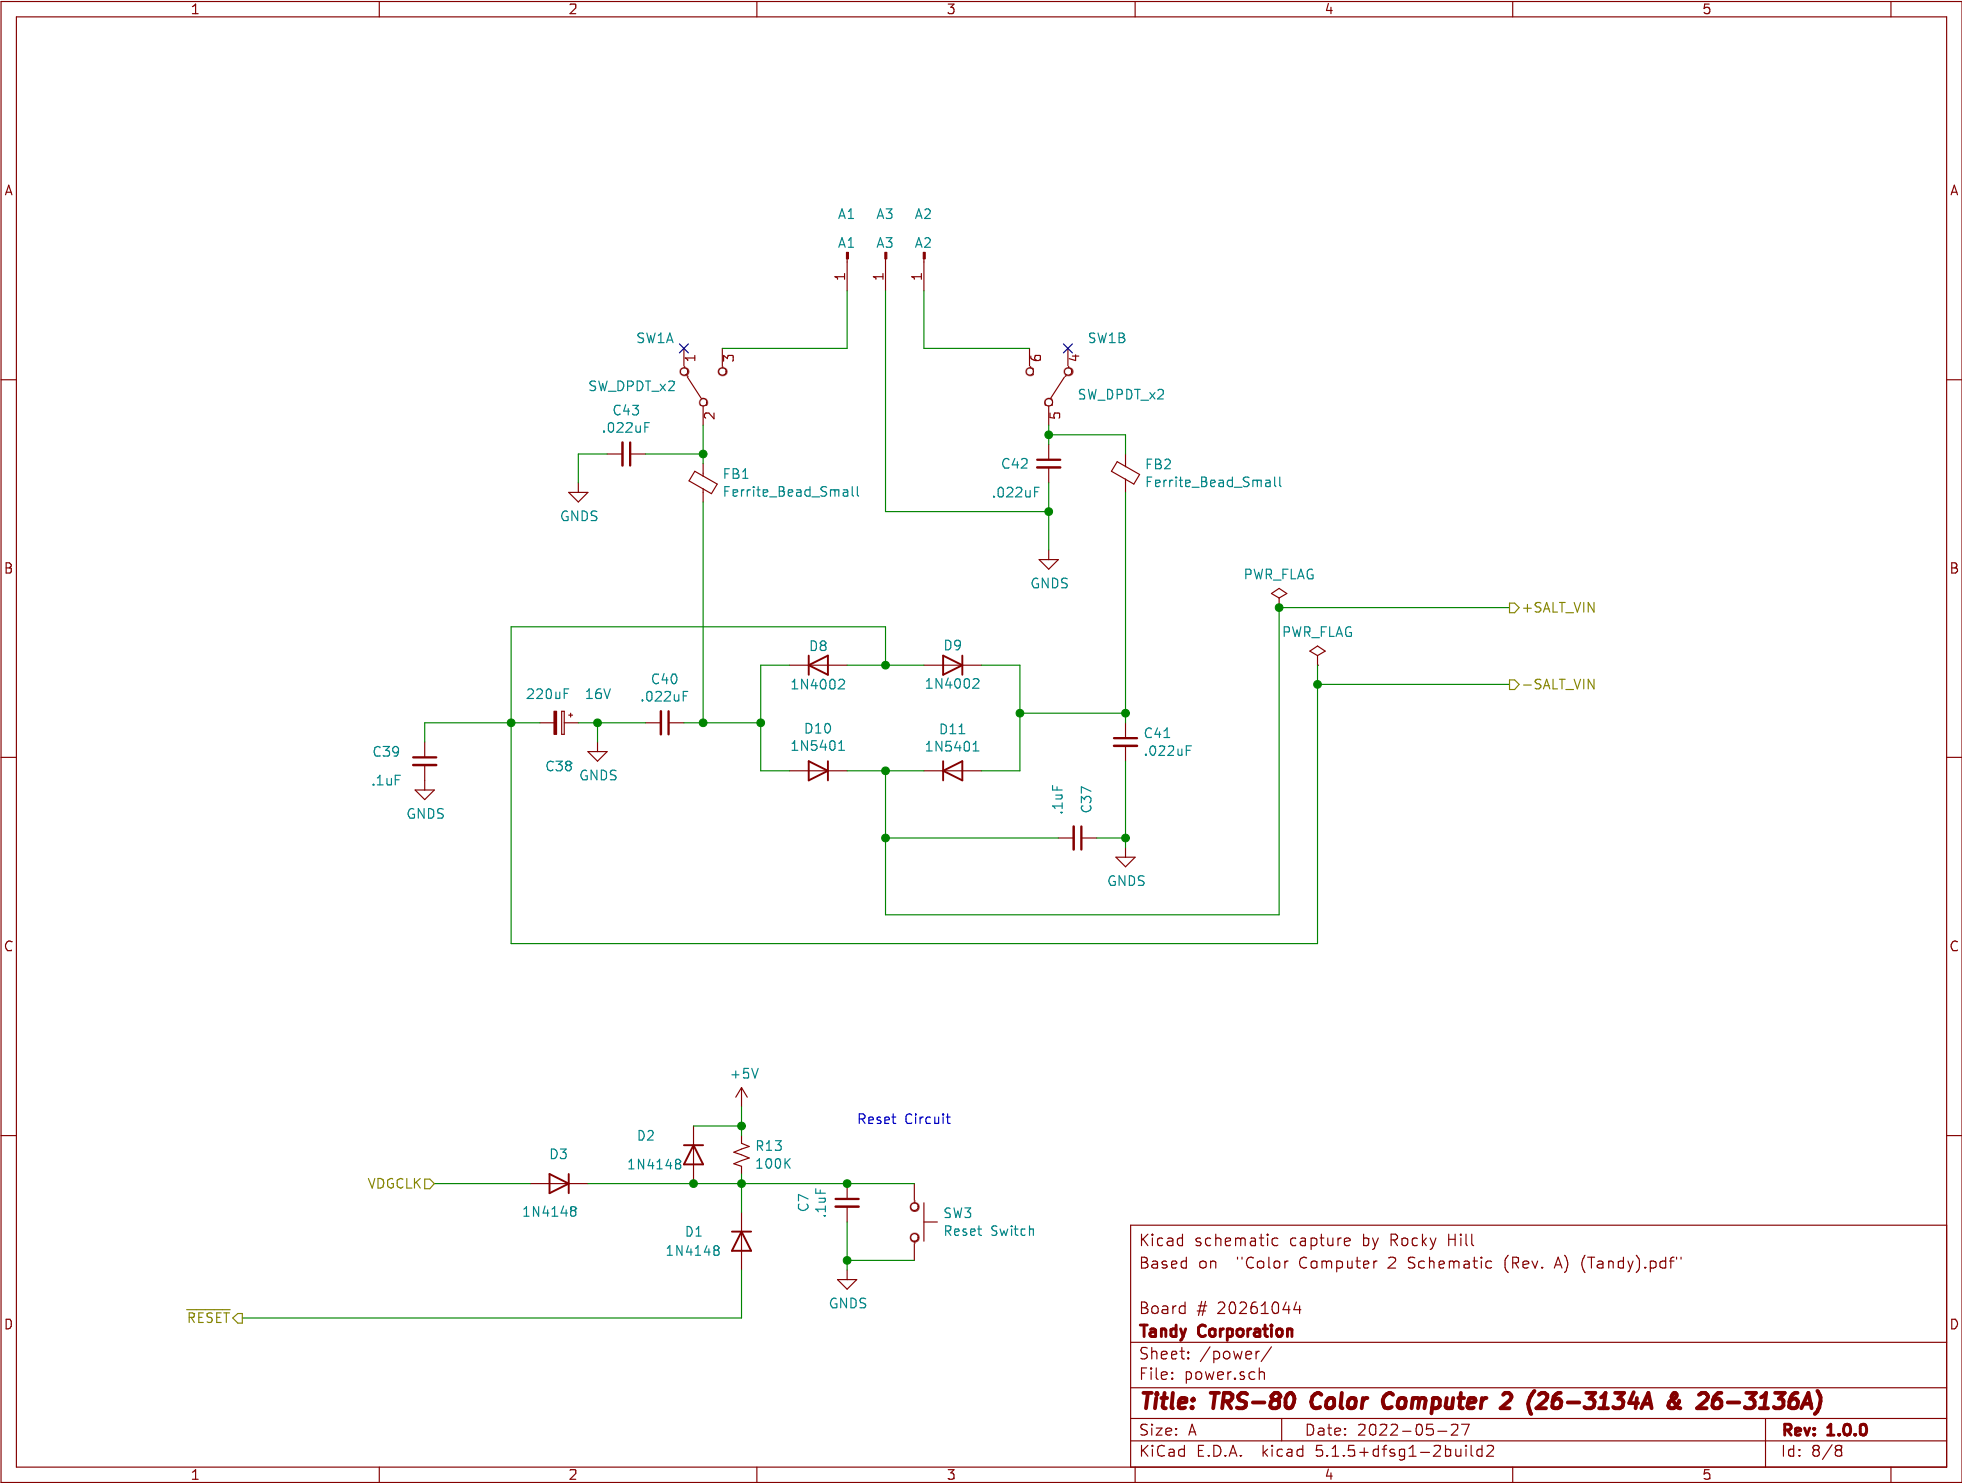 1 2 3 4 5
A A
A1 A3 A2
A1 A3 A2
1 1 1
SW1A
1 3
SW_DPDT_x2
2
6 4
SW1B
SW_DPDT_x2
5
C43
.022uF
GNDS
FB1
Ferrite_Bead_Small
C42
.022uF
GNDS
FB2
Ferrite_Bead_Small
B B
PWR_FLAG
+SALT_VIN
PWR_FLAG
-SALT_VIN
D8
1N4002
D9
1N4002
220uF 16V
+
C38
GNDS
C40
.022uF
D10
1N5401
D11
1N5401
C41
.022uF
C39
.1uF
GNDS
.1uF
C37
GNDS
C C
+5V
Reset Circuit
D2
1N4148
R13
100K
D3
1N4148
VDGCLK
C7
.1uF
SW3
Reset Switch
D1
1N4148
GNDS
RESET
D D
Kicad schematic capture by Rocky Hill
Based on "Color Computer 2 Schematic (Rev. A) (Tandy).pdf"
Board # 20261044
Tandy Corporation
Sheet: /power/
File: power.sch
Title: TRS-80 Color Computer 2 (26-3134A & 26-3136A)
Size: A Date: 2022-05-27 Rev: 1.0.0
KiCad E.D.A. kicad 5.1.5+dfsg1-2build2 Id: 8/8
1 2 3 4 5